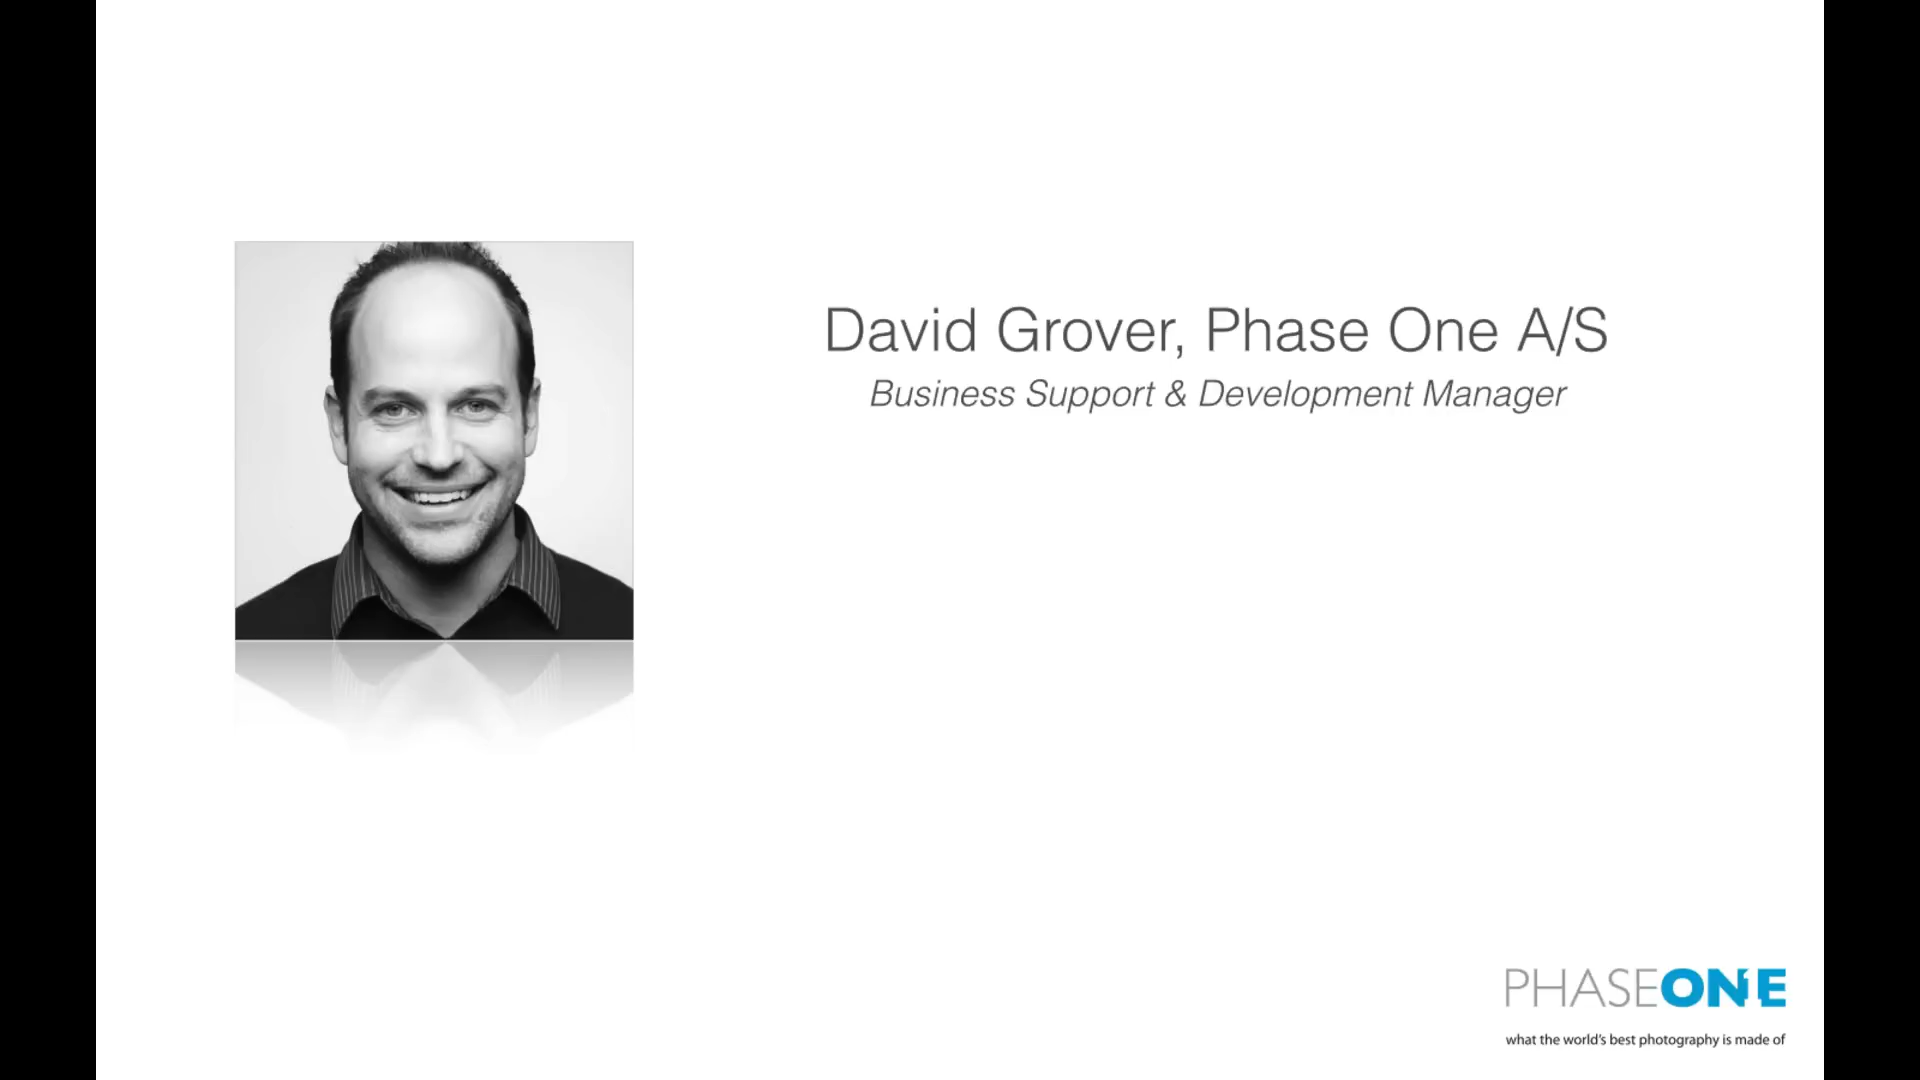 David Grover, Phase One A/S
Business Support & Development Manager
PHASEONE
what the world's best photography is made of